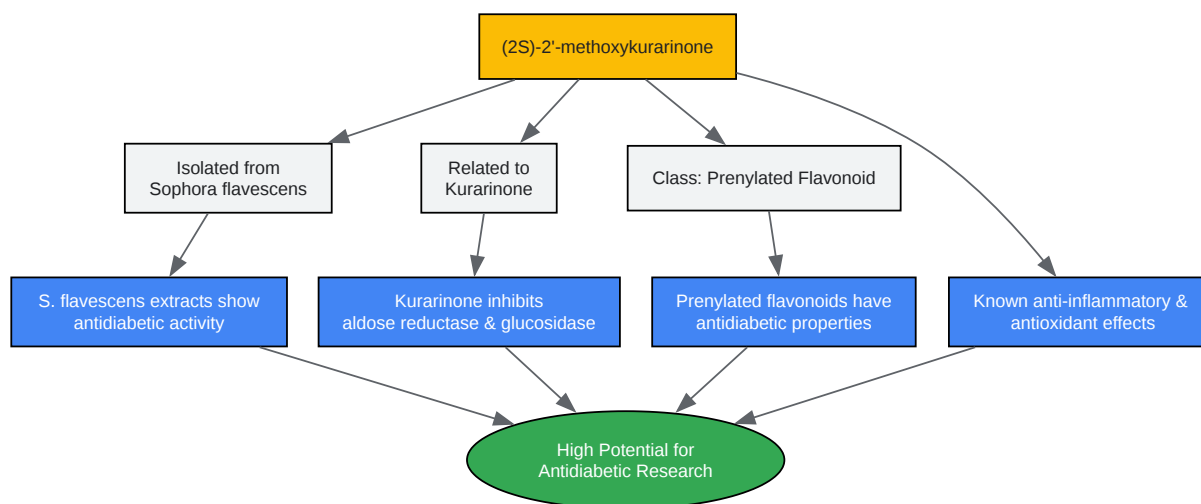 (2S)-2'-methoxykurarinone
Isolated from
Sophora flavescens
Related to
Kurarinone
Class: Prenylated Flavonoid
S. flavescens extracts show
antidiabetic activity
Kurarinone inhibits
aldose reductase & glucosidase
Prenylated flavonoids have
antidiabetic properties
Known anti-inflammatory &
antioxidant effects
High Potential for
Antidiabetic Research